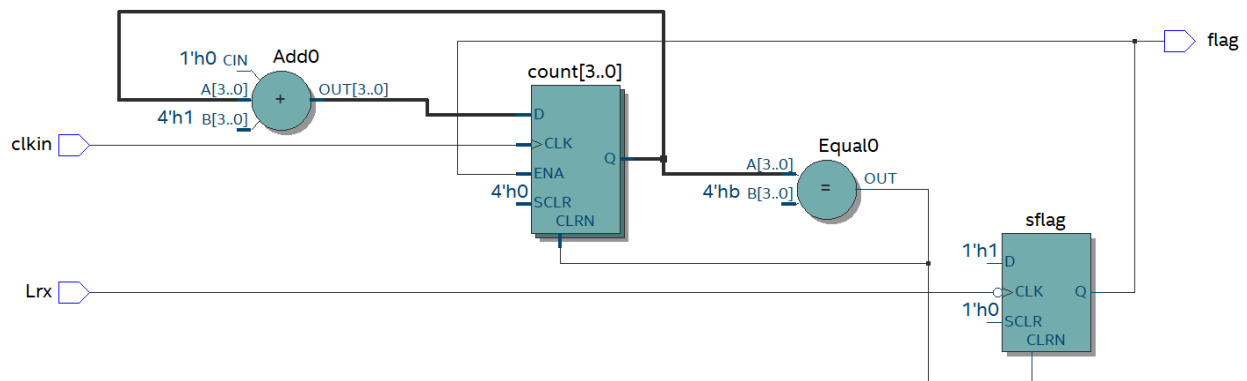 flag
Add0
1'h0 CIN
count[3..0]
A[3..0]
OUT[3..0]
+
4'h1 B[3..0]
D
clkin
CLK
Equal0
Q
A[3..0]
ENA
OUT
4'h0
SCLR
4'hb B[3..0]
=
CLRN
sflag
1'h1
D
Lrx
CLK
Q
1'h0
SCLR
CLRN